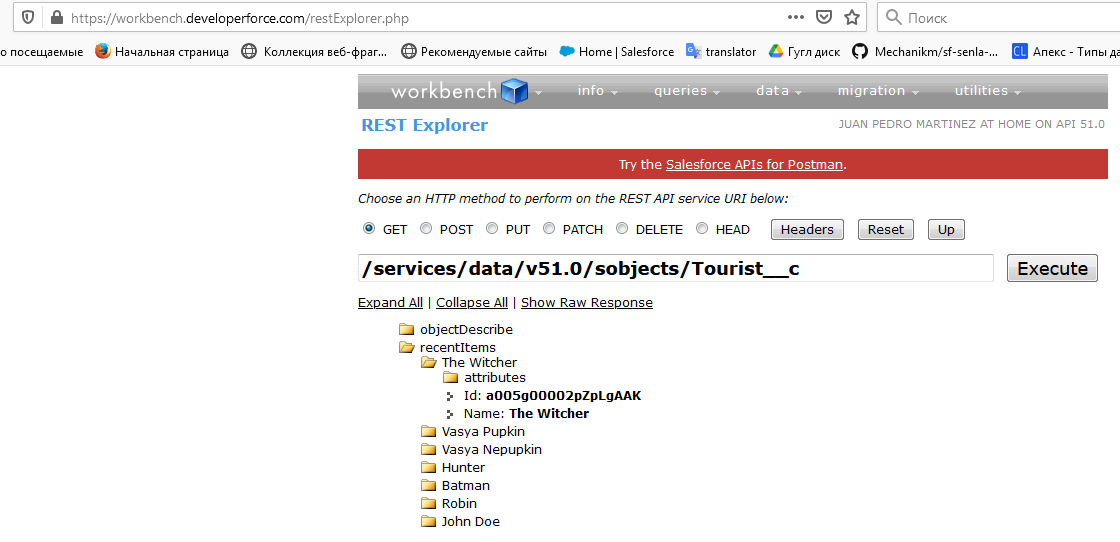 https://workbench.developerforce.com/restExplorer.php
Поиск
о посещаемые Начальная страница Коллекция веб-фраг... Рекомендуемые сайты Home | Salesforce translator Гугл диск Mechanikm/sf-senla-... CL Апекс - Типы да
workbench info queries data migration utilities
REST Explorer JUAN PEDRO MARTINEZ AT HOME ON API 51.0
Try the Salesforce APIs for Postman.
Choose an HTTP method to perform on the REST API service URI below:
GET POST PUT PATCH DELETE HEAD Headers Reset Up
/services/data/v51.0/sobjects/Tourist__c Execute
Expand All | Collapse All | Show Raw Response
objectDescribe
recentItems
The Witcher
attributes
Id: a005g00002pZpLgAAK
Name: The Witcher
Vasya Pupkin
Vasya Nepupkin
Hunter
Batman
Robin
John Doe